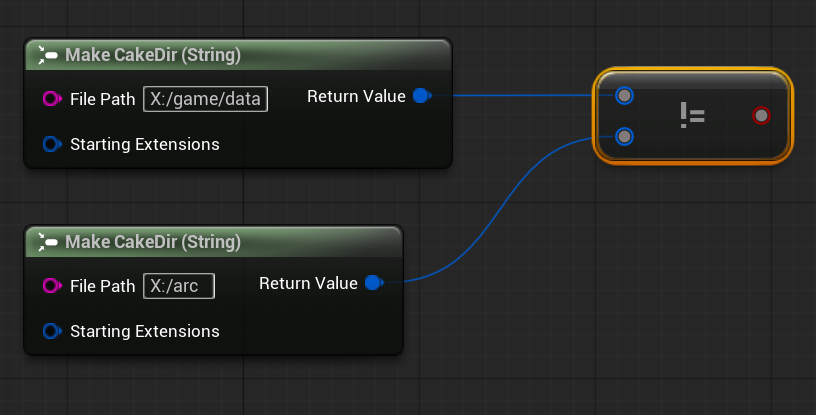 Make CakeDir (String)
File Path X:/game/data Return Value
Starting Extensions
!=
Make CakeDir (String)
File Path X:/arc Return Value
Starting Extensions